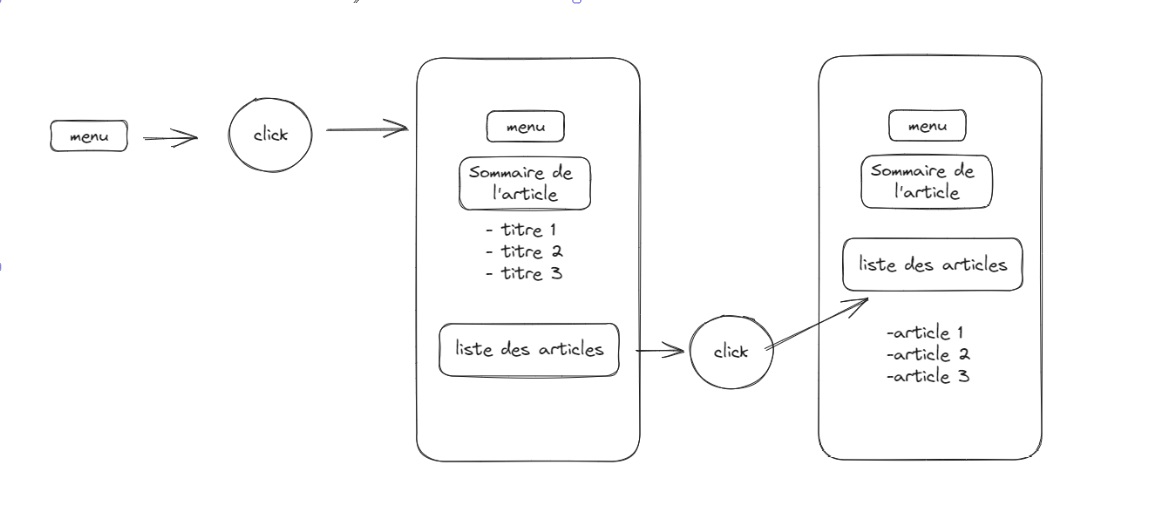 menu
click
menu
Sommaire de
l'article
- titre 1
- titre 2
- titre 3
liste des articles
click
menu
Sommaire de
l'article
liste des articles
-article 1
-article 2
-article 3